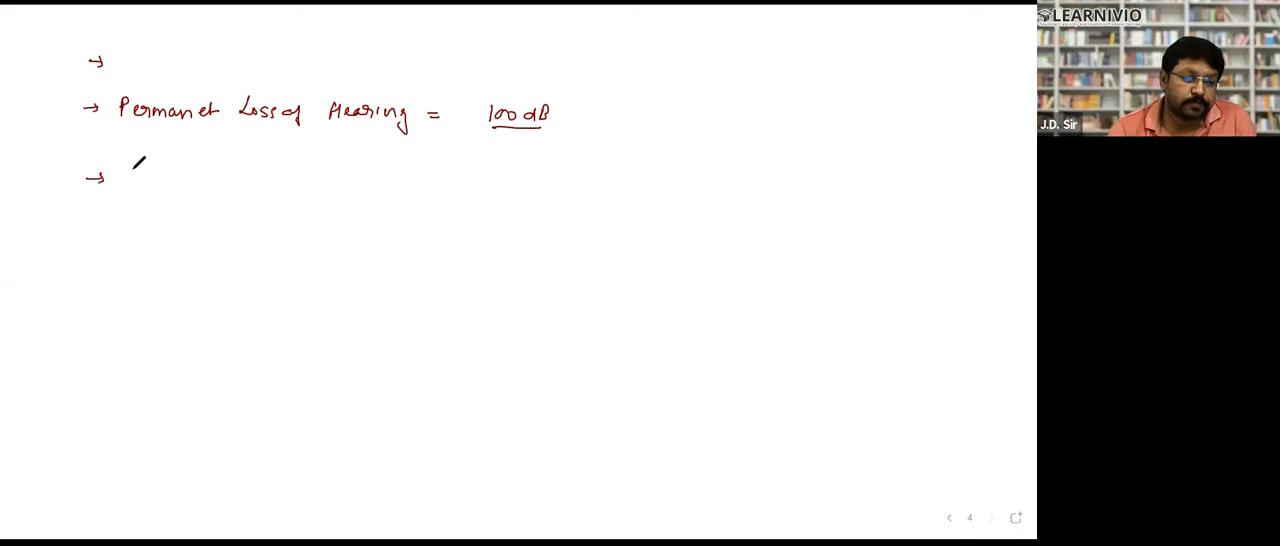 LEARNIVIO
→
→ Permanet Loss of Hearing = 100 dB
J.D. Sir
→
4